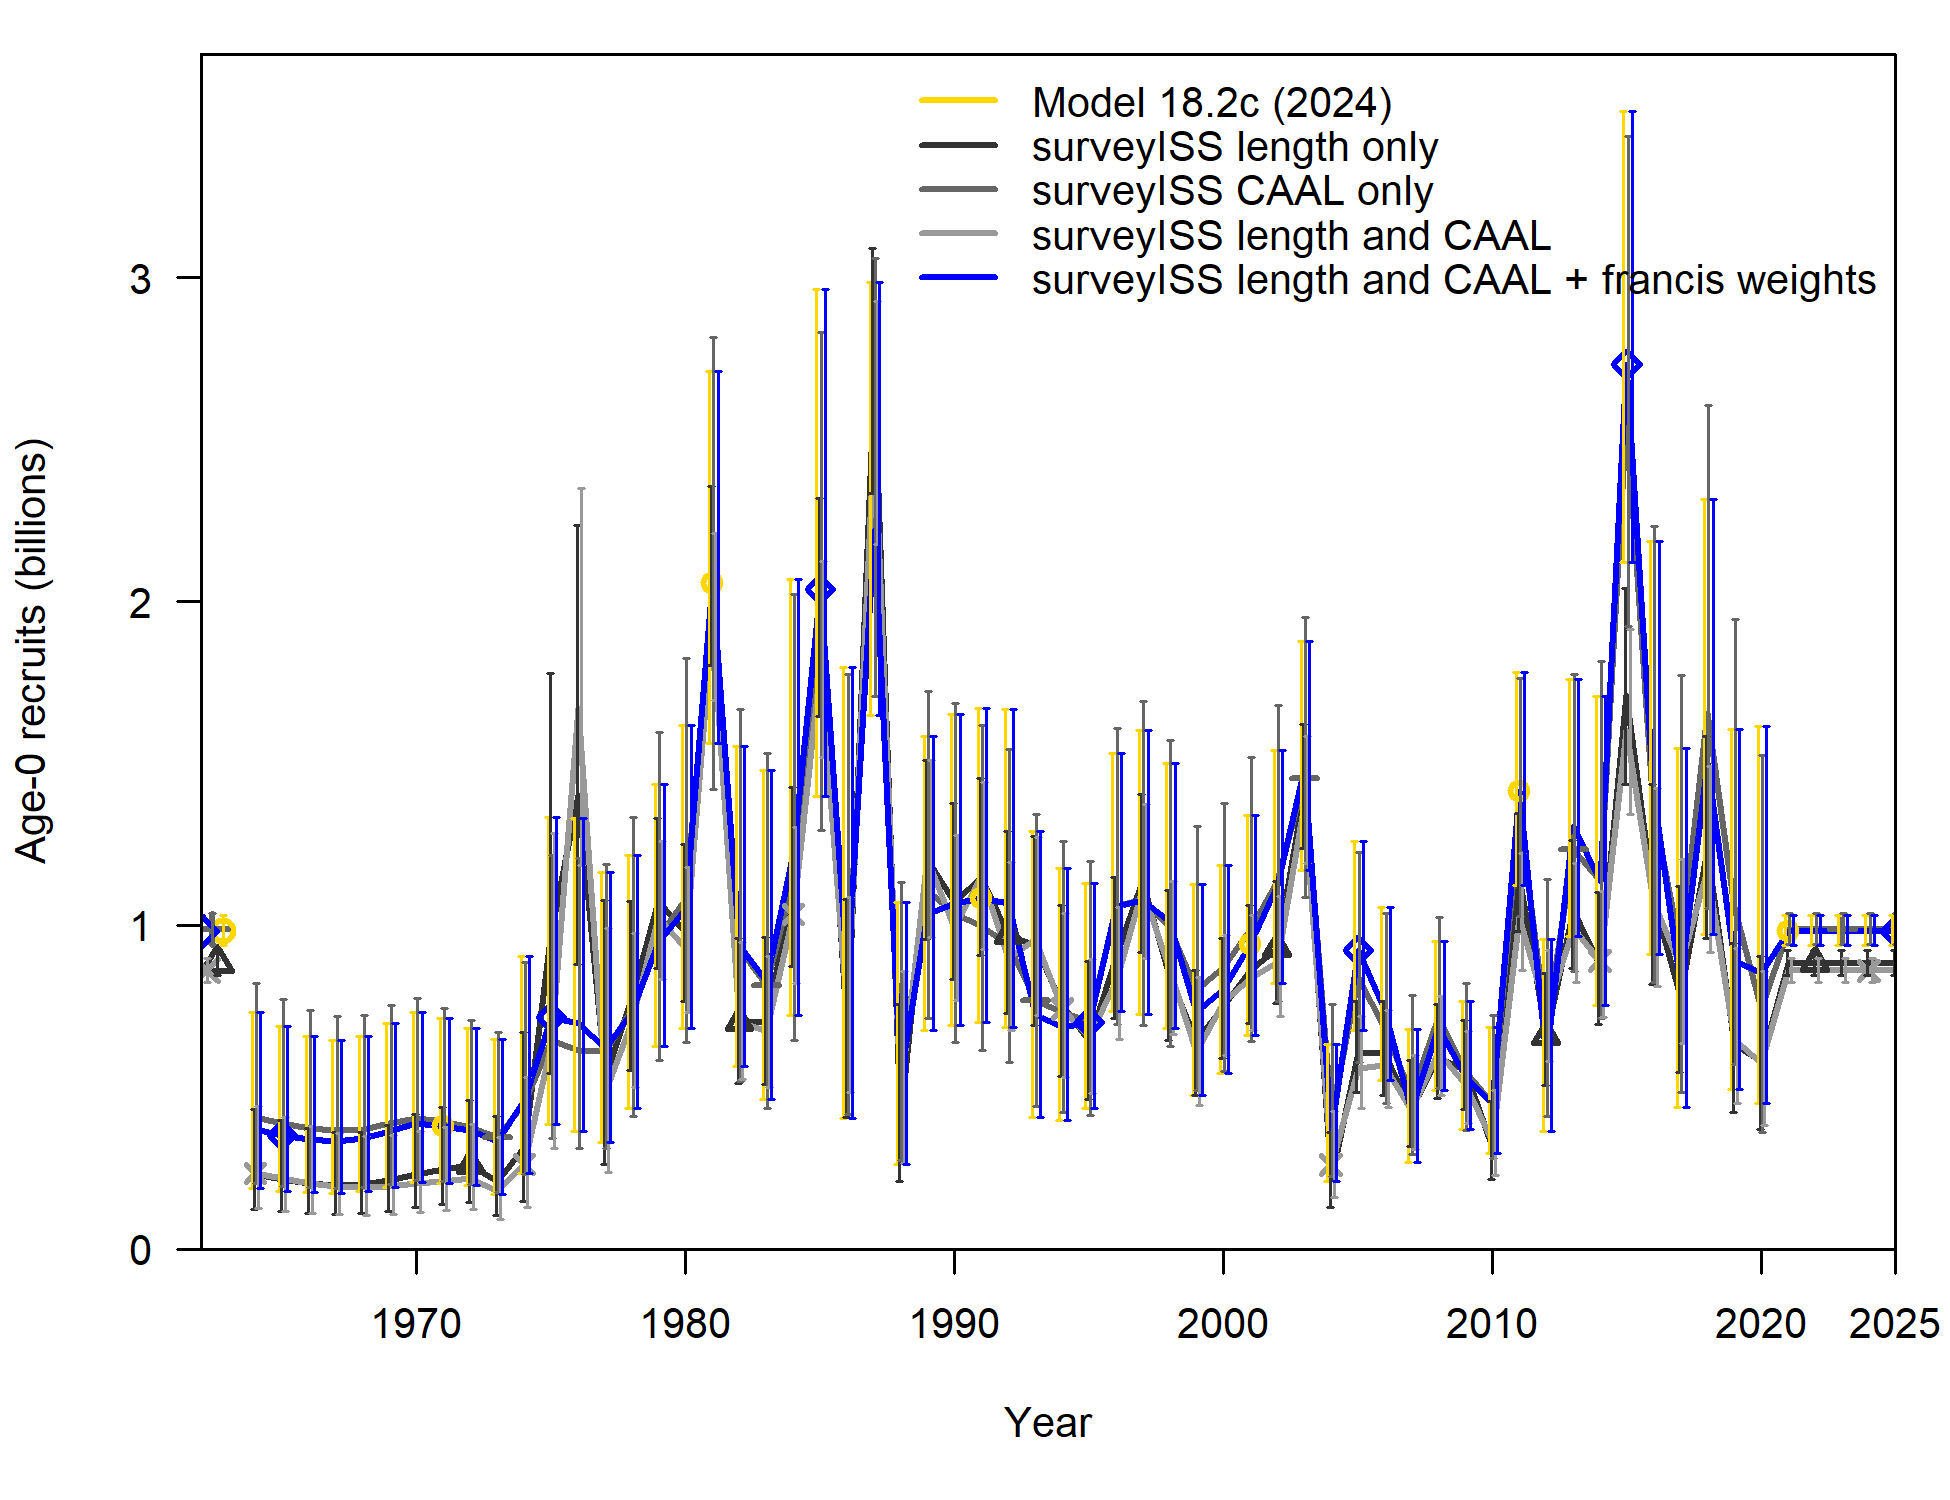 Model 18.2c (2024)
surveyISS length only
surveyISS CAAL only
surveyISS length and CAAL
surveyISS length and CAAL + francis weights
Age-0 recruits (billions)
3
2
1
0
1970 1980 1990 2000 2010 2020 2025
Year